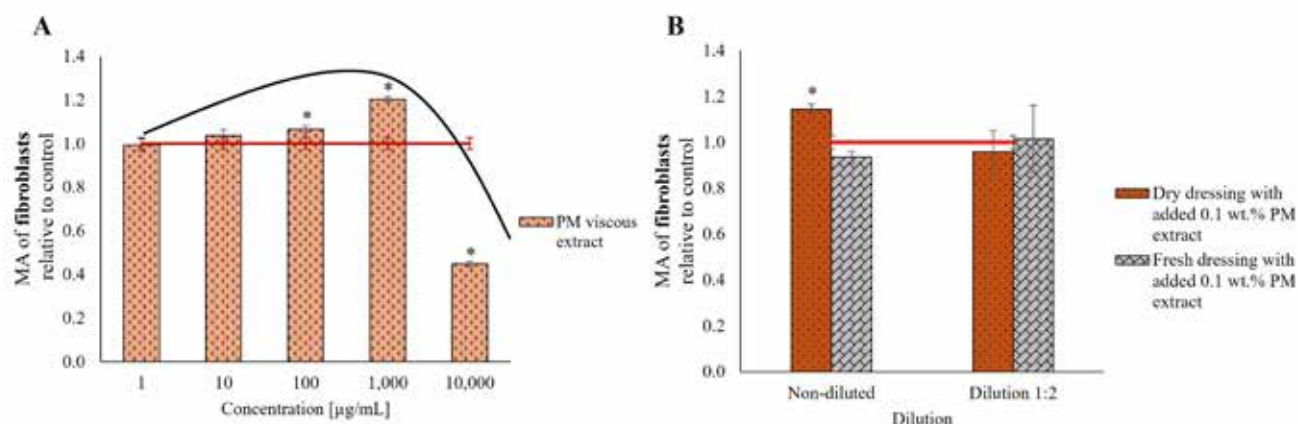 A
1.4
1.2
1.0
0.8
0.6
0.4
0.2
0.0
MA of fibroblasts
relative to control
*
*
*
1
10
100
1,000
10,000
Concentration [µg/mL]
PM viscous
extract
B
1.4
1.2
1.0
0.8
0.6
0.4
0.2
0.0
MA of fibroblasts
relative to control
*
Non-diluted
Dilution 1:2
Dilution
Dry dressing with
added 0.1 wt.% PM
extract
Fresh dressing with
added 0.1 wt.% PM
extract